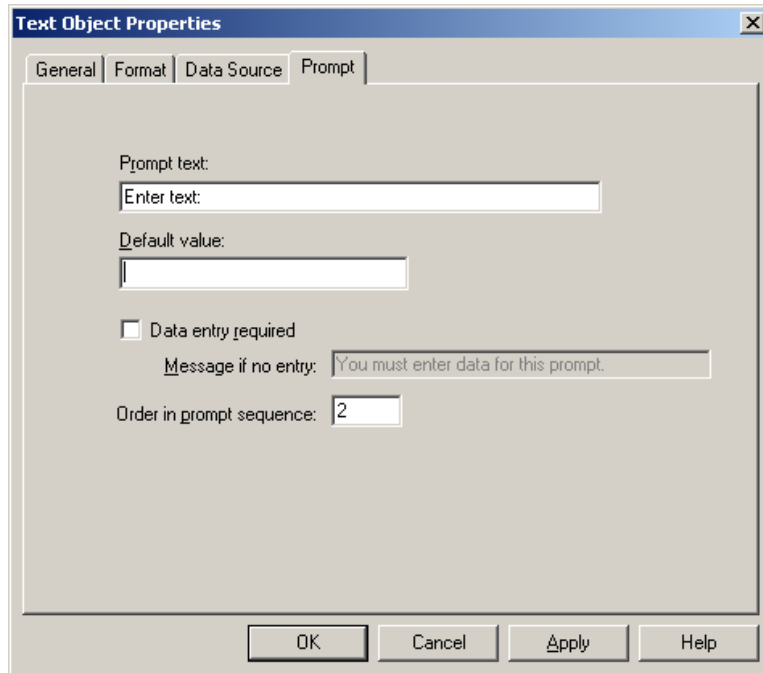 Text Object Properties
General Format Data Source Prompt
Prompt text:
Enter text:
Default value:
Data entry required
Message if no entry: You must enter data for this prompt.
Order in prompt sequence: 2
OK Cancel Apply Help